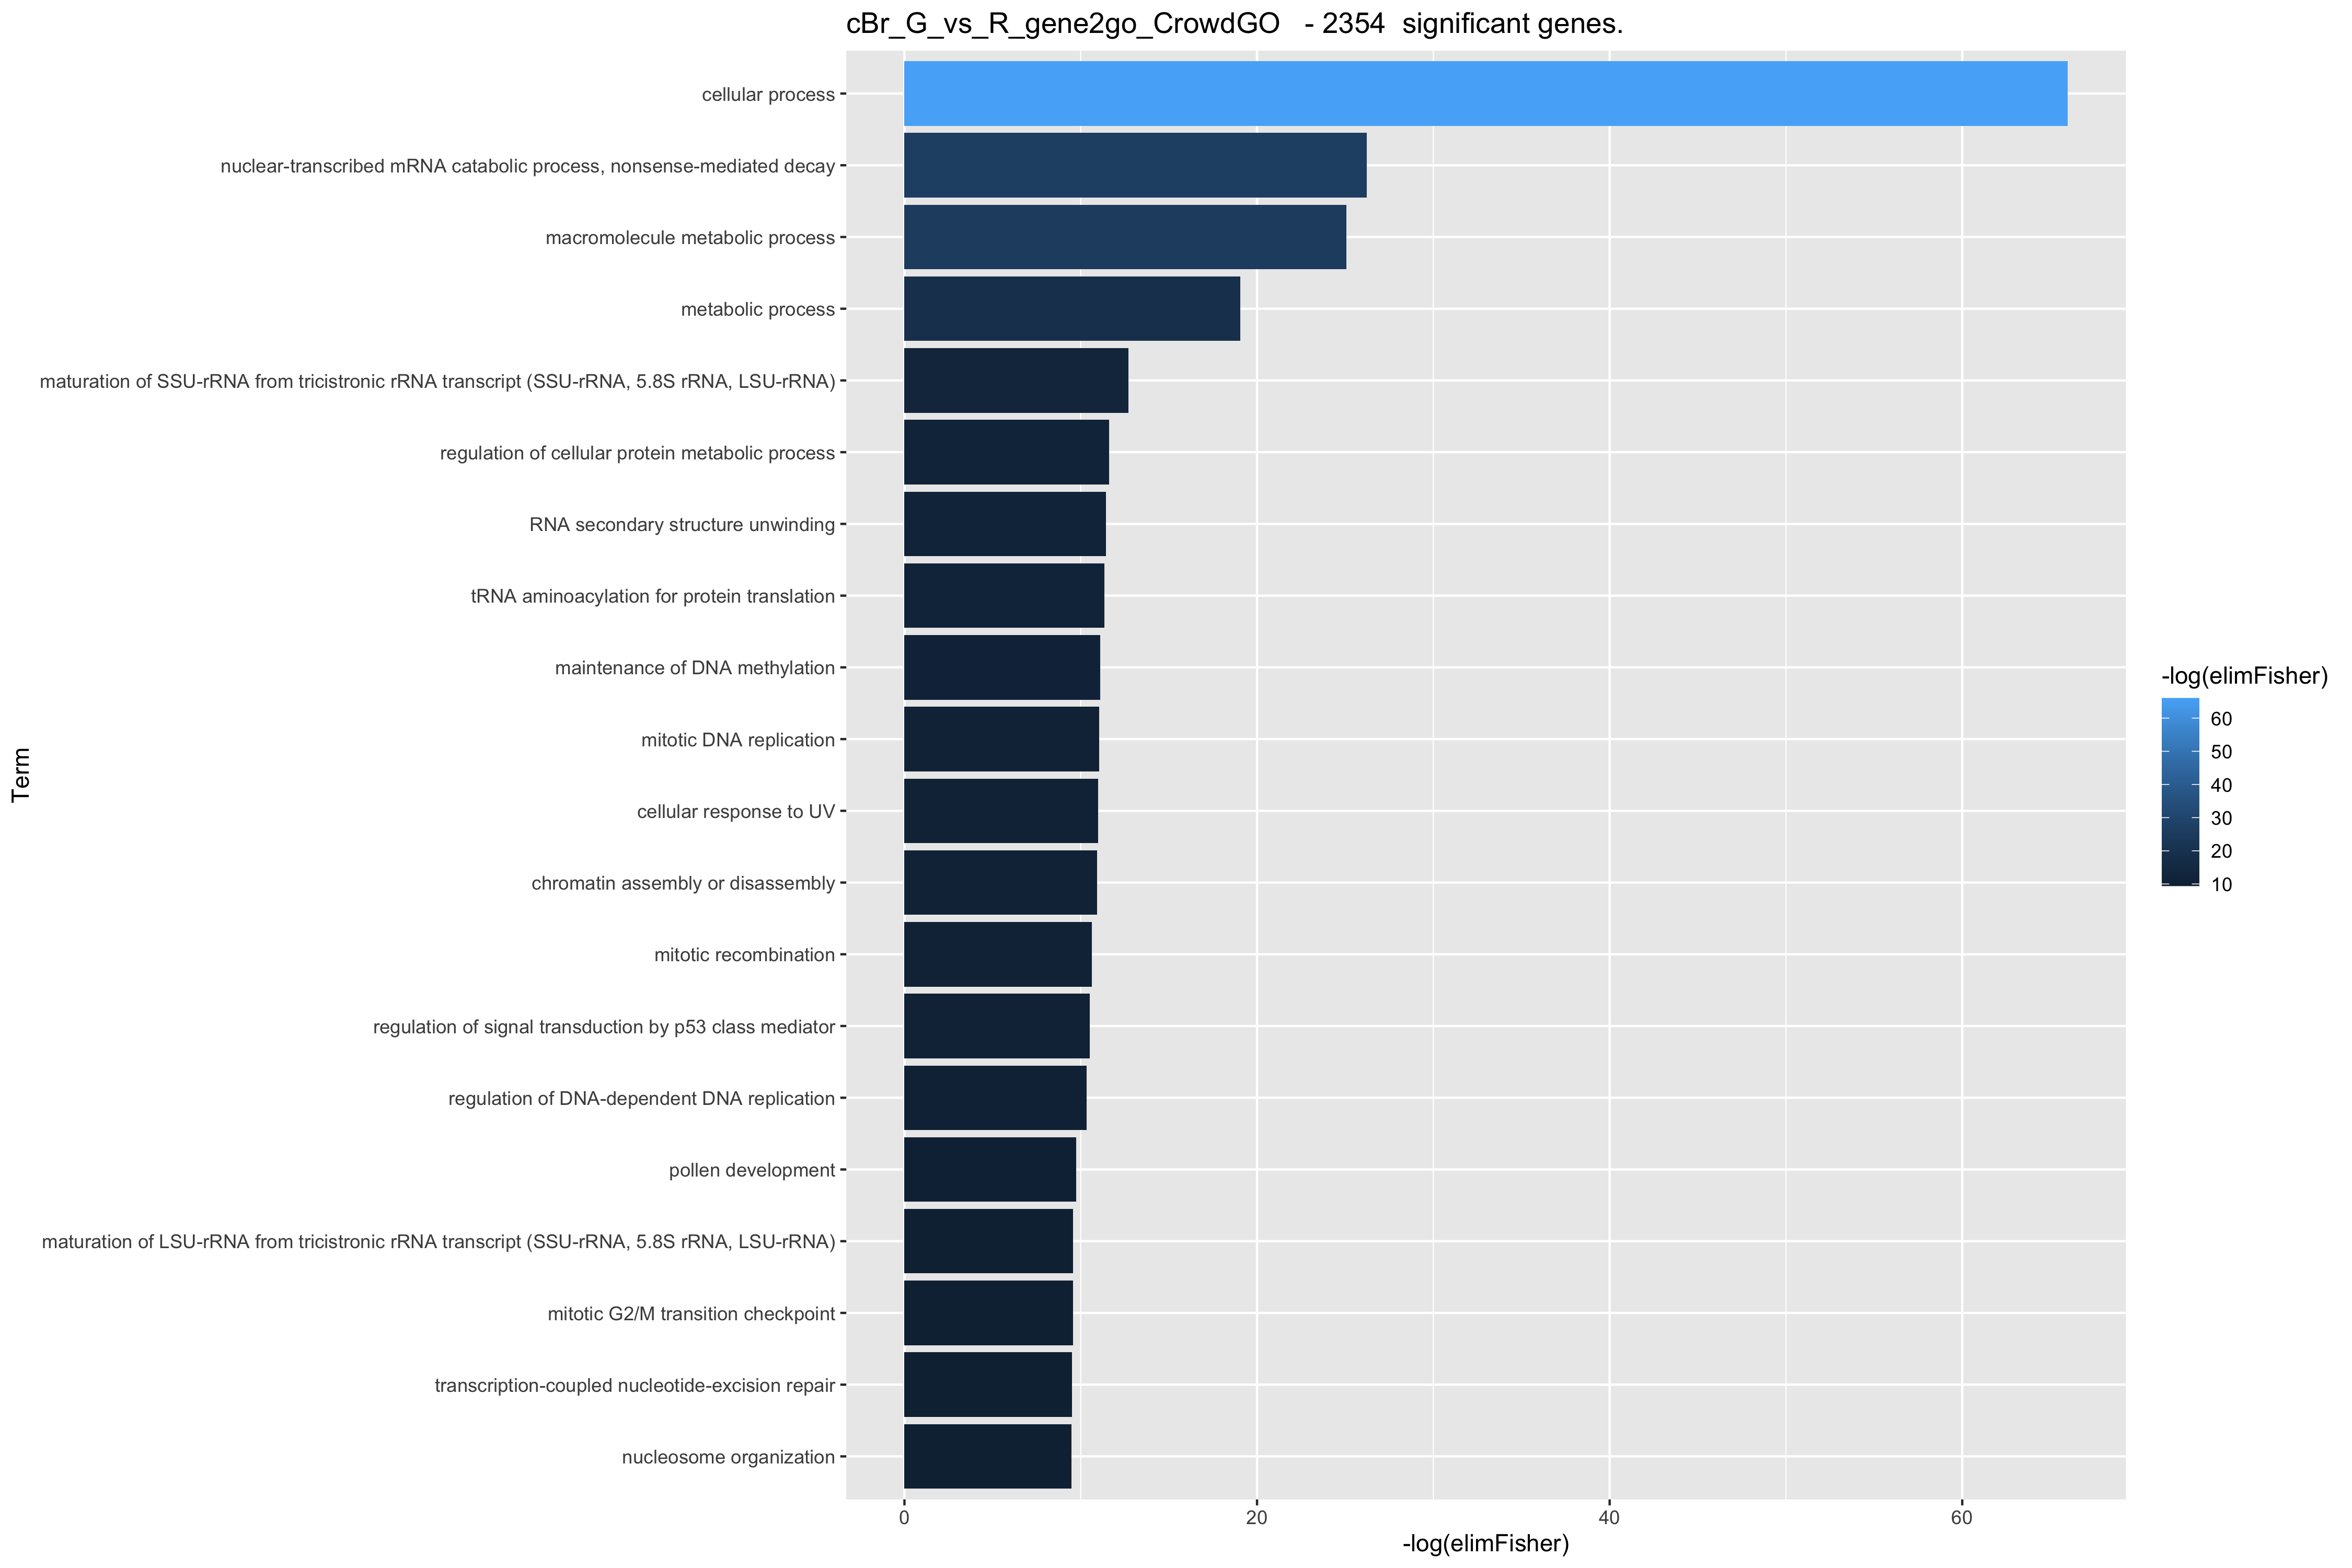 cBr_G_vs_R_gene2go_CrowdGO - 2354 significant genes.
Term
cellular process
nuclear-transcribed mRNA catabolic process, nonsense-mediated decay
macromolecule metabolic process
metabolic process
maturation of SSU-rRNA from tricistronic rRNA transcript (SSU-rRNA, 5.8S rRNA, LSU-rRNA)
regulation of cellular protein metabolic process
RNA secondary structure unwinding
tRNA aminoacylation for protein translation
maintenance of DNA methylation
mitotic DNA replication
cellular response to UV
chromatin assembly or disassembly
mitotic recombination
regulation of signal transduction by p53 class mediator
regulation of DNA-dependent DNA replication
pollen development
maturation of LSU-rRNA from tricistronic rRNA transcript (SSU-rRNA, 5.8S rRNA, LSU-rRNA)
mitotic G2/M transition checkpoint
transcription-coupled nucleotide-excision repair
nucleosome organization
0 20 40 60
-log(elimFisher)
-log(elimFisher)
60
50
40
30
20
10